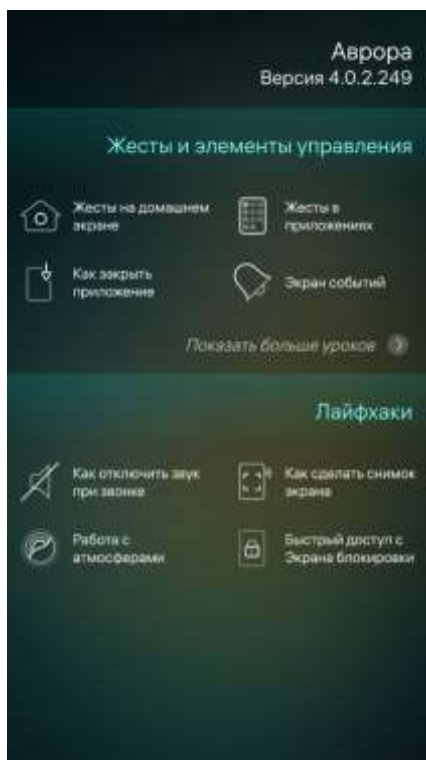 Аврора
Версия 4.0.2.249
Жесты и элементы управления
Жесты на домашнем
экране
Жесты в
приложениях
Как закрыть
приложение
Экран событий
Показать больше уроков
Лайфхаки
Как отключить звук
при звонке
Как сделать снимок
экрана
Работа с
атмосферами
Быстрый доступ с
Экрана блокировки